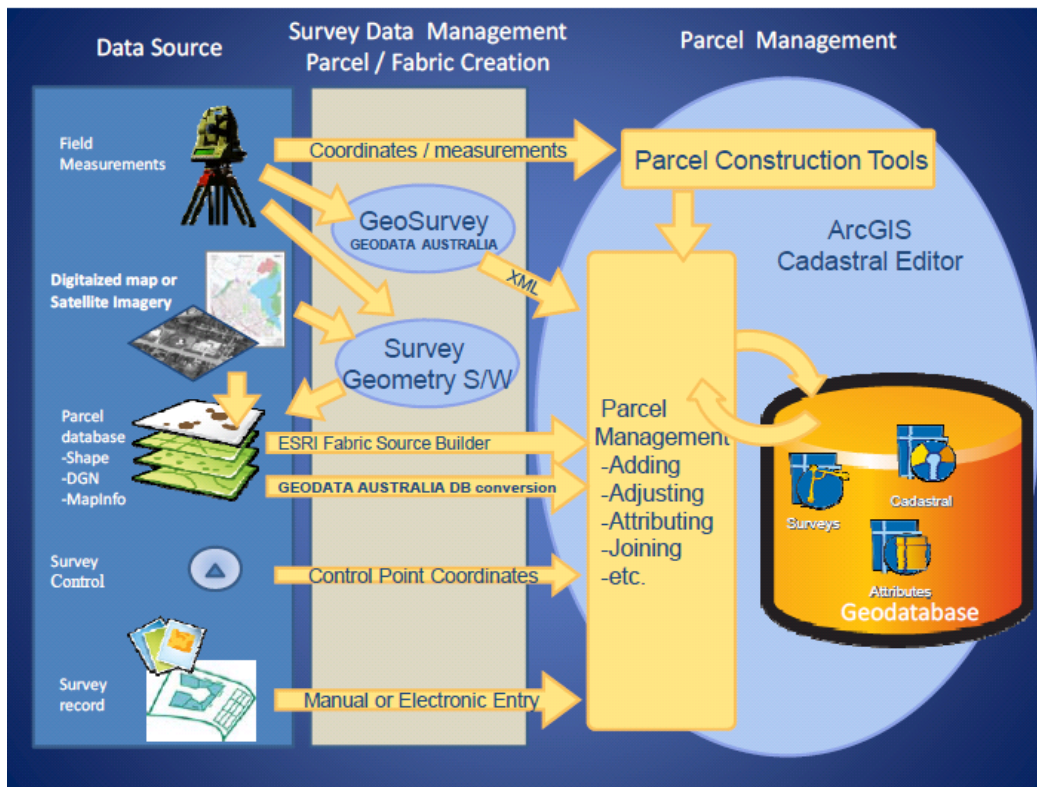 Data Source
Survey Data Management
Parcel / Fabric Creation
Parcel Management
Field
Measurements
Coordinates / measurements
Parcel Construction Tools
GeoSurvey
GEODATA AUSTRALIA
XML
ArcGIS
Cadastral Editor
Digitaized map or
Satellite Imagery
Survey
Geometry S/W
Parcel
database
-Shape
-DGN
-MapInfo
ESRI Fabric Source Builder
GEODATA AUSTRALIA DB conversion
Parcel
Management
-Adding
-Adjusting
-Attributing
-Joining
-etc.
Surveys
Cadastral
Attributes
Geodatabase
Survey
Control
Control Point Coordinates
Survey
record
Manual or Electronic Entry